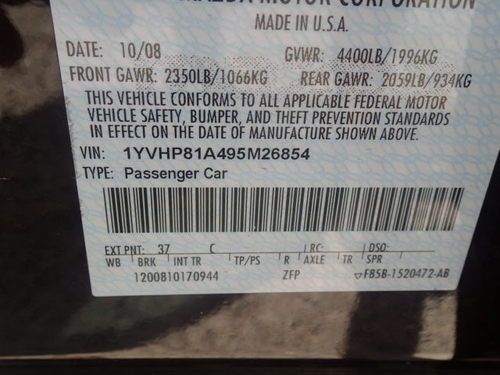 MAZDA MOTOR CORPORATION
MADE IN U.S.A.
DATE: 10/08 GVWR: 4400LB/1996KG
FRONT GAWR: 2350LB/1066KG REAR GAWR: 2059LB/934KG
THIS VEHICLE CONFORMS TO ALL APPLICABLE FEDERAL MOTOR
VEHICLE SAFETY, BUMPER, AND THEFT PREVENTION STANDARDS
IN EFFECT ON THE DATE OF MANUFACTURE SHOWN ABOVE.
VIN: 1YVHP81A495M26854
TYPE: Passenger Car
EXT PNT: 37 C RC: DSO:
WB BRK INT TR TP/PS R AXLE TR SPR
1200810170944 ZFP ▽F85B-1520472-AB